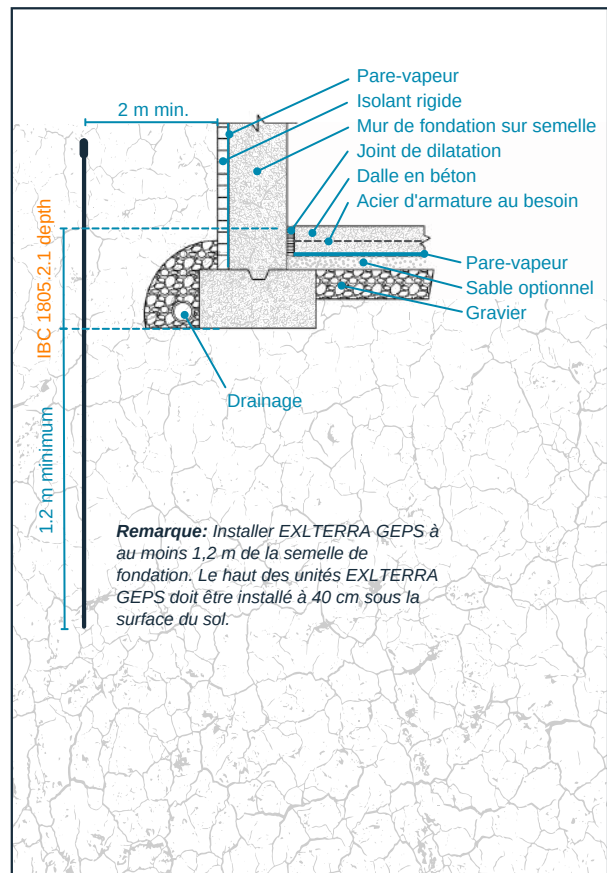 Pare-vapeur
2 m min.
Isolant rigide
Mur de fondation sur semelle
Joint de dilatation
Dalle en béton
Acier d'armature au besoin
IBC 1805.2.1 depth
Pare-vapeur
Sable optionnel
Gravier
Drainage
1.2 m minimum
Remarque: Installer EXLTERRA GEPS à
au moins 1,2 m de la semelle de
fondation. Le haut des unités EXLTERRA
GEPS doit être installé à 40 cm sous la
surface du sol.